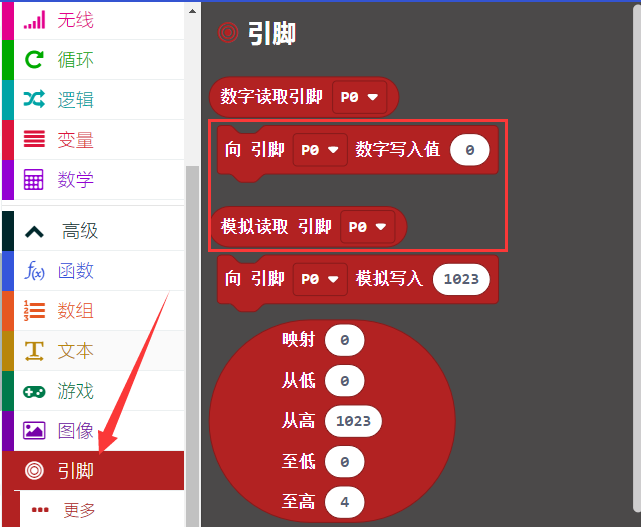 无线
循环
逻辑
变量
数学
高级
f(x) 函数
数组
文本
游戏
图像
引脚
更多
引脚
数字读取引脚 P0
向 引脚 P0 数字写入值 0
模拟读取 引脚 P0
向 引脚 P0 模拟写入 1023
映射 0
从低 0
从高 1023
至低 0
至高 4